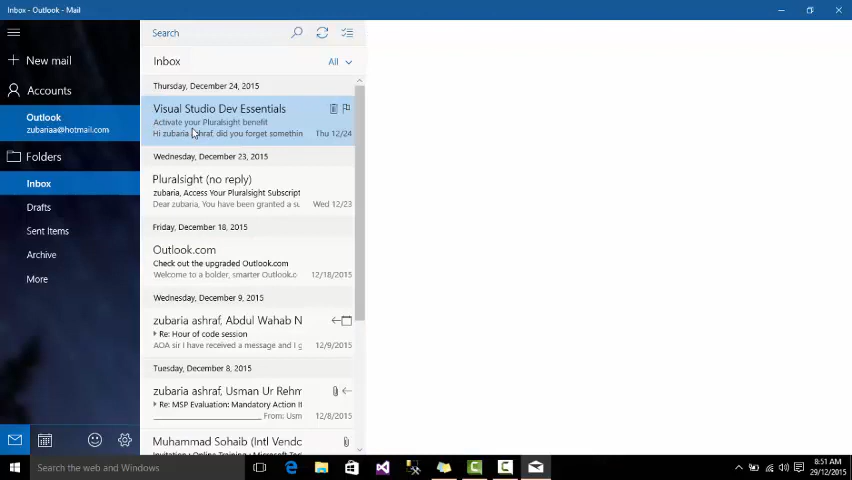 Inbox - Outlook - Mail
Search
New mail
Inbox
All
Accounts
Thursday, December 24, 2015
Outlook
zubariaa@hotmail.com
Visual Studio Dev Essentials
Activate your Pluralsight benefit
Hi zubaria ashraf, did you forget somethin
Thu 12/24
Folders
Wednesday, December 23, 2015
Inbox
Pluralsight (no reply)
zubaria, Access Your Pluralsight Subscript
Dear zubaria, You have been granted a su
Wed 12/23
Drafts
Sent Items
Friday, December 18, 2015
Archive
Outlook.com
Check out the upgraded Outlook.com
Welcome to a bolder, smarter Outlook.c
12/18/2015
More
Wednesday, December 9, 2015
zubaria ashraf, Abdul Wahab N
Re: Hour of code session
AOA sir I have received a message and I g
12/9/2015
Tuesday, December 8, 2015
zubaria ashraf, Usman Ur Rehm
Re: MSP Evaluation: Mandatory Action It
From: Usm
12/8/2015
Muhammad Sohaib (Intl Vendc
Search the web and Windows
8:51 AM
29/12/2015